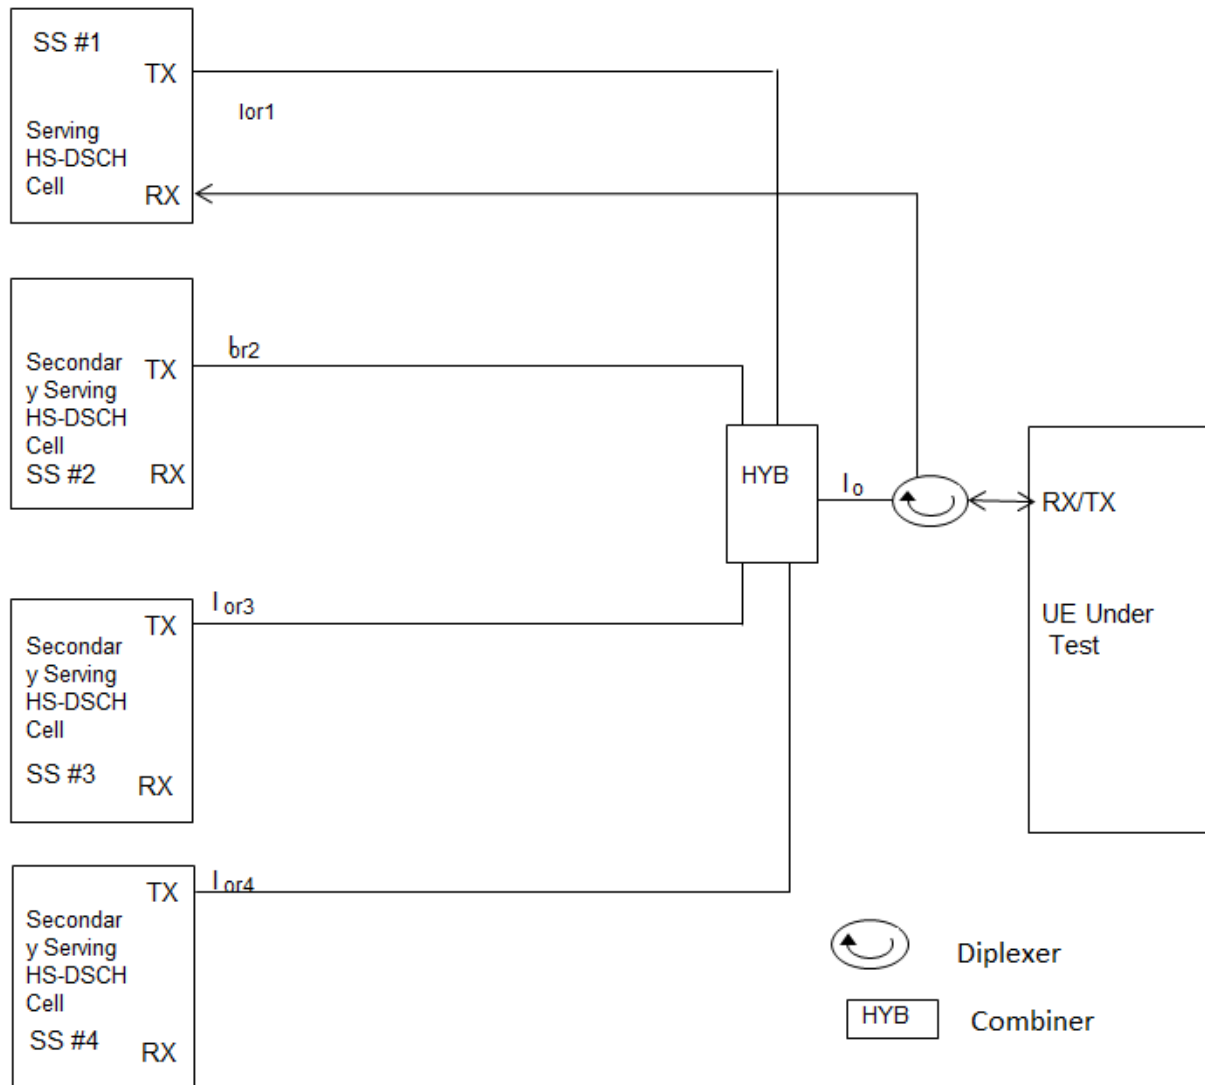 SS #1
TX
Ior1
Serving
HS-DSCH
Cell
RX
Secondar
y Serving
HS-DSCH
Cell
SS #2
TX
RX
Ior2
HYB
Io
RX/TX
UE Under
Test
TX
Ior3
Secondar
y Serving
HS-DSCH
Cell
SS #3
RX
TX
Ior4
Secondar
y Serving
HS-DSCH
Cell
SS #4
RX
Diplexer
HYB
Combiner